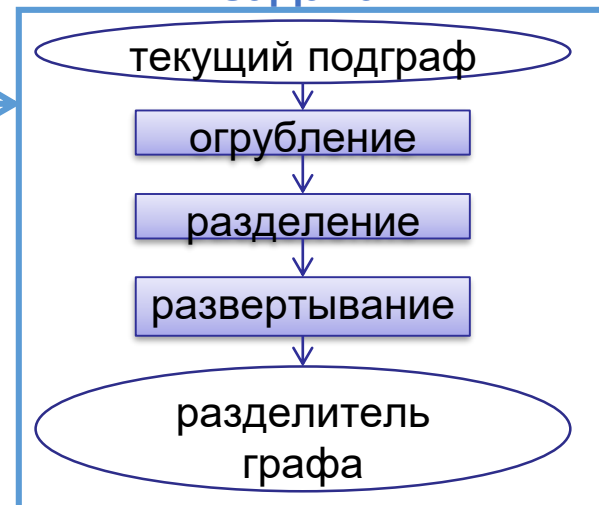 текущий подграф
огрубление
разделение
развертывание
разделитель
графа